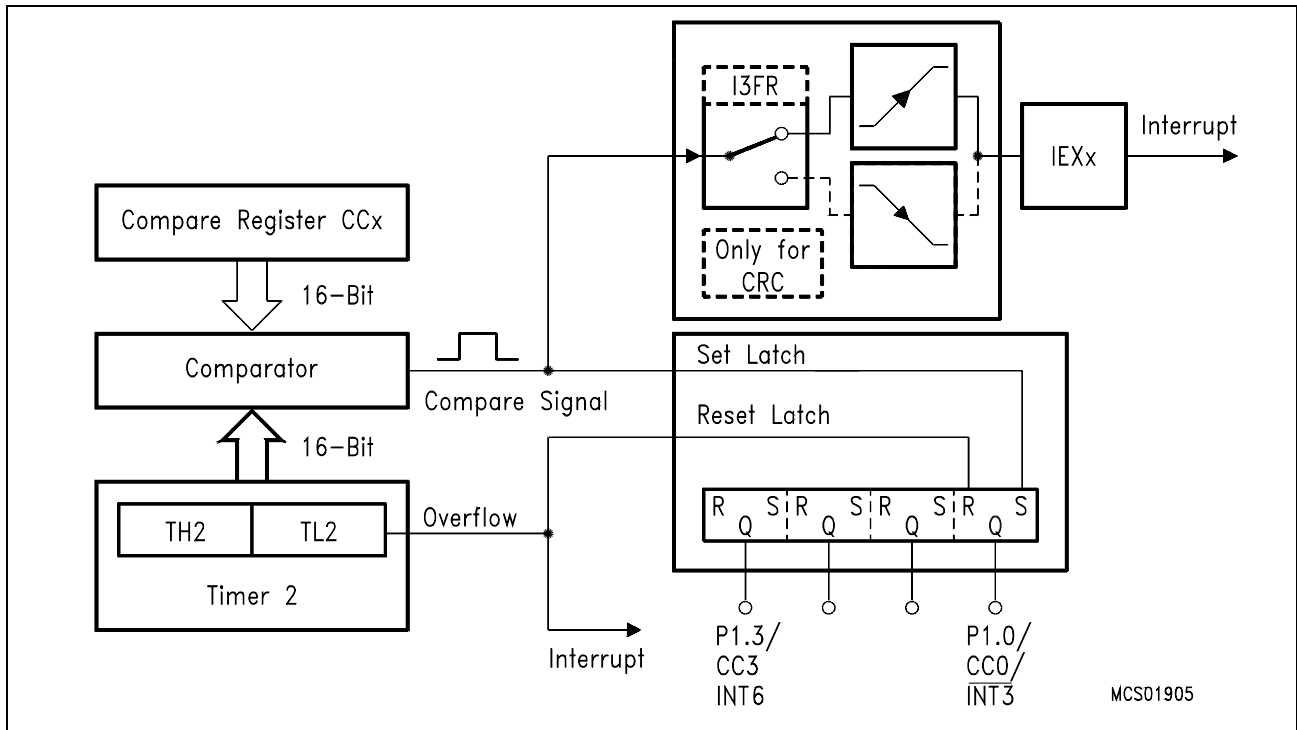 I3FR
Interrupt
IEXx
Compare Register CCx
Only for
CRC
16-Bit
Comparator
Set Latch
Compare Signal
Reset Latch
16-Bit
R S R S R S R S
Q Q Q Q
TH2 TL2
Overflow
Timer 2
P1.3/
CC3
INT6
P1.0/
CC0/
INT3
Interrupt
MCS01905